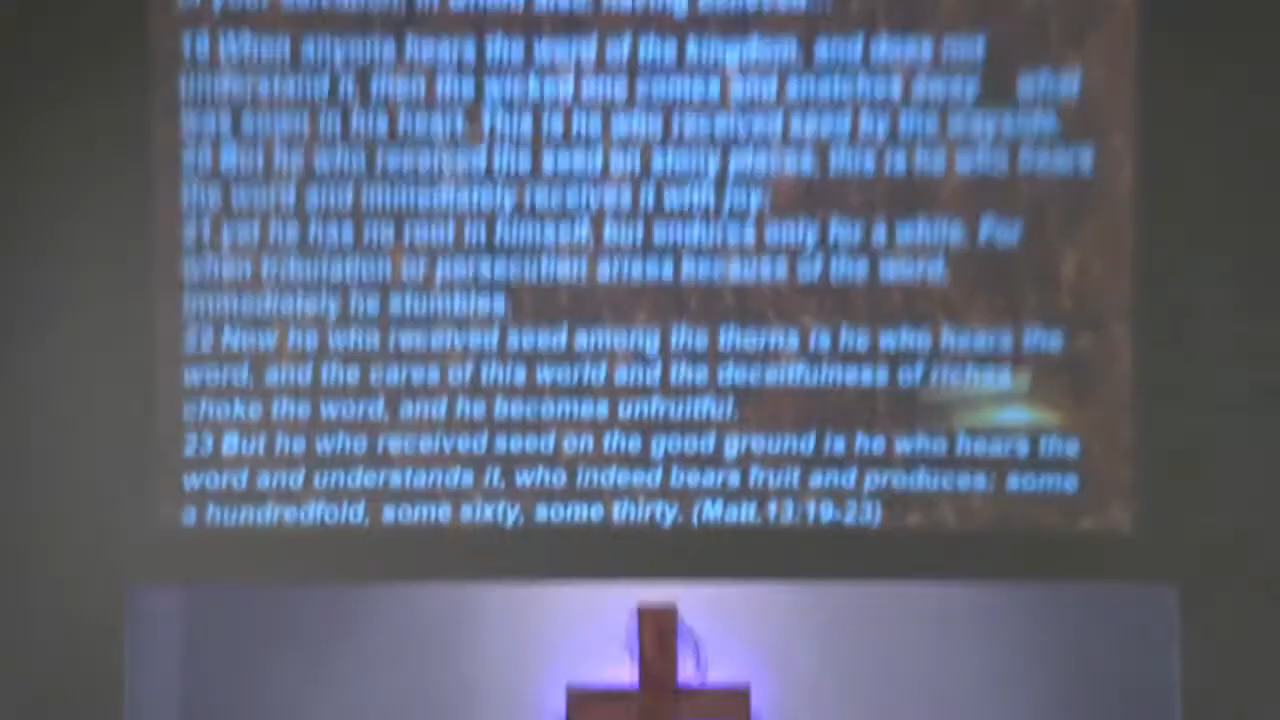 19 When anyone hears the word of the kingdom, and does not
understand it, then the wicked one comes and snatches away what
was sown in his heart. This is he who received seed by the wayside.
20 But he who received the seed on stony places, this is he who hears
the word and immediately receives it with joy;
21 yet he has no root in himself, but endures only for a while. For
when tribulation or persecution arises because of the word,
immediately he stumbles.
22 Now he who received seed among the thorns is he who hears the
word, and the cares of this world and the deceitfulness of riches
choke the word, and he becomes unfruitful.
23 But he who received seed on the good ground is he who hears the
word and understands it, who indeed bears fruit and produces: some
a hundredfold, some sixty, some thirty. (Matt.13:19-23)